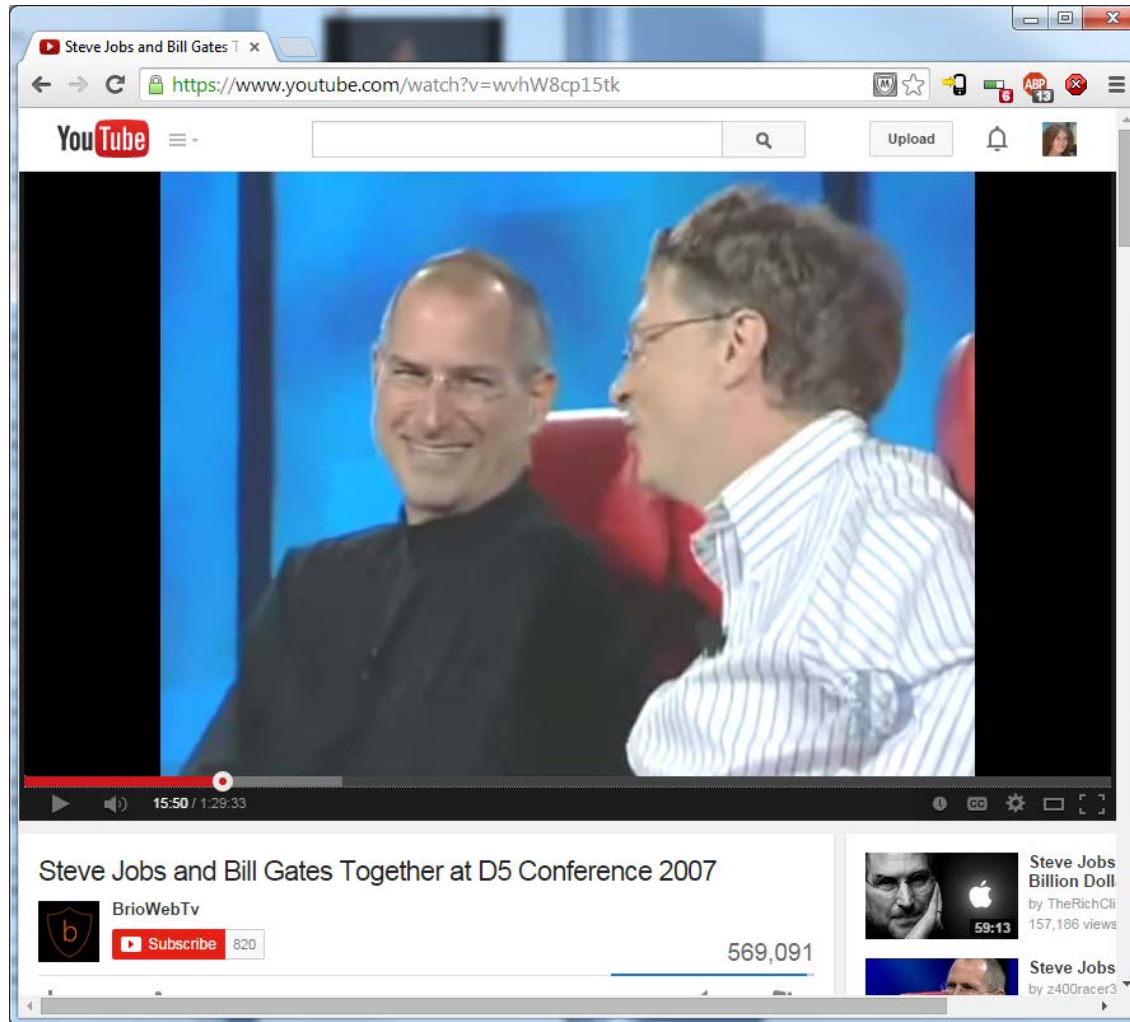 Steve Jobs and Bill Gates T
https://www.youtube.com/watch?v=wvhW8cp15tk
6
ABP
13
YouTube
Upload
15:50 / 1:29:33
CC
Steve Jobs and Bill Gates Together at D5 Conference 2007
b
BrioWebTv
Subscribe 820
569,091
59:13
Steve Jobs
Billion Doll
by TheRichCli
157,186 views
Steve Jobs
by z400racer3